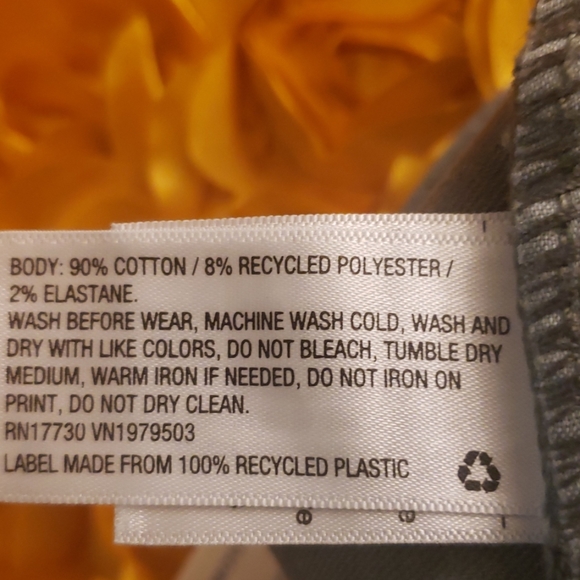 BODY: 90% COTTON / 8% RECYCLED POLYESTER /
2% ELASTANE.
WASH BEFORE WEAR, MACHINE WASH COLD, WASH AND
DRY WITH LIKE COLORS, DO NOT BLEACH, TUMBLE DRY
MEDIUM, WARM IRON IF NEEDED, DO NOT IRON ON
PRINT, DO NOT DRY CLEAN.
RN17730 VN1979503
LABEL MADE FROM 100% RECYCLED PLASTIC